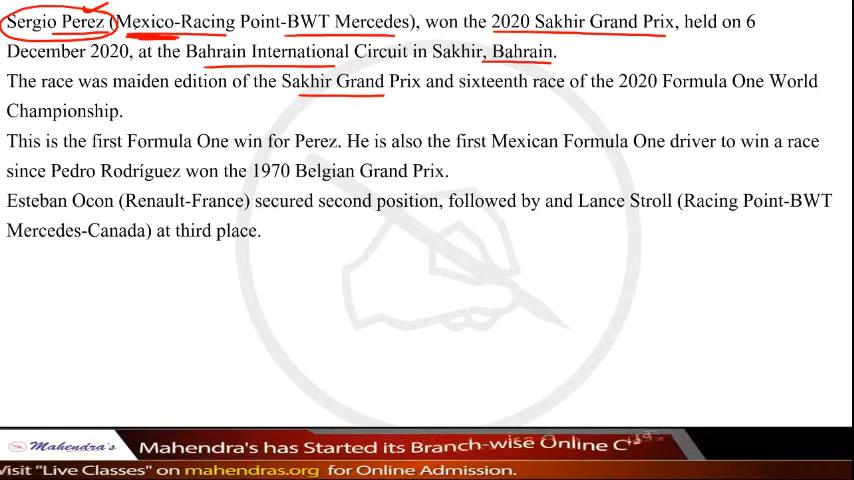 Sergio Perez (Mexico-Racing Point-BWT Mercedes), won the 2020 Sakhir Grand Prix, held on 6
December 2020, at the Bahrain International Circuit in Sakhir, Bahrain.
The race was maiden edition of the Sakhir Grand Prix and sixteenth race of the 2020 Formula One World
Championship.
This is the first Formula One win for Perez. He is also the first Mexican Formula One driver to win a race
since Pedro Rodríguez won the 1970 Belgian Grand Prix.
Esteban Ocon (Renault-France) secured second position, followed by and Lance Stroll (Racing Point-BWT
Mercedes-Canada) at third place.
Mahendra's
Mahendra's has Started its Branch-wise Online
Visit "Live Classes" on mahendras.org for Online Admission.